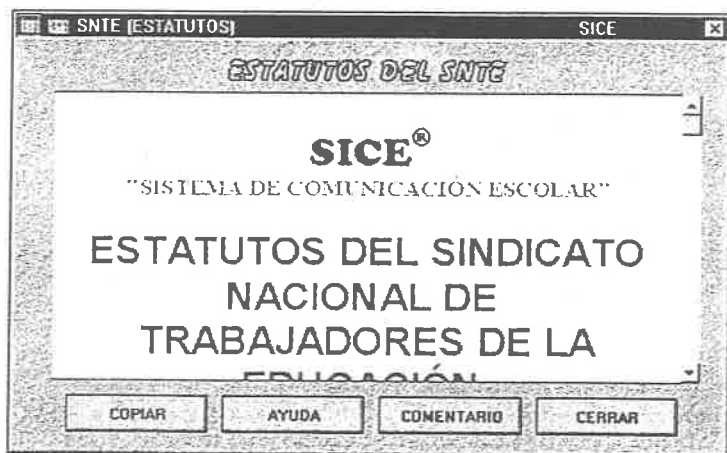 SNTE (ESTATUTOS) SICE
ESTATUTOS DEL SNTE
SICE®
"SISTEMA DE COMUNICACIÓN ESCOLAR"
ESTATUTOS DEL SINDICATO
NACIONAL DE
TRABAJADORES DE LA
EDUCACIÓN
COPIAR AYUDA COMENTARIO CERRAR